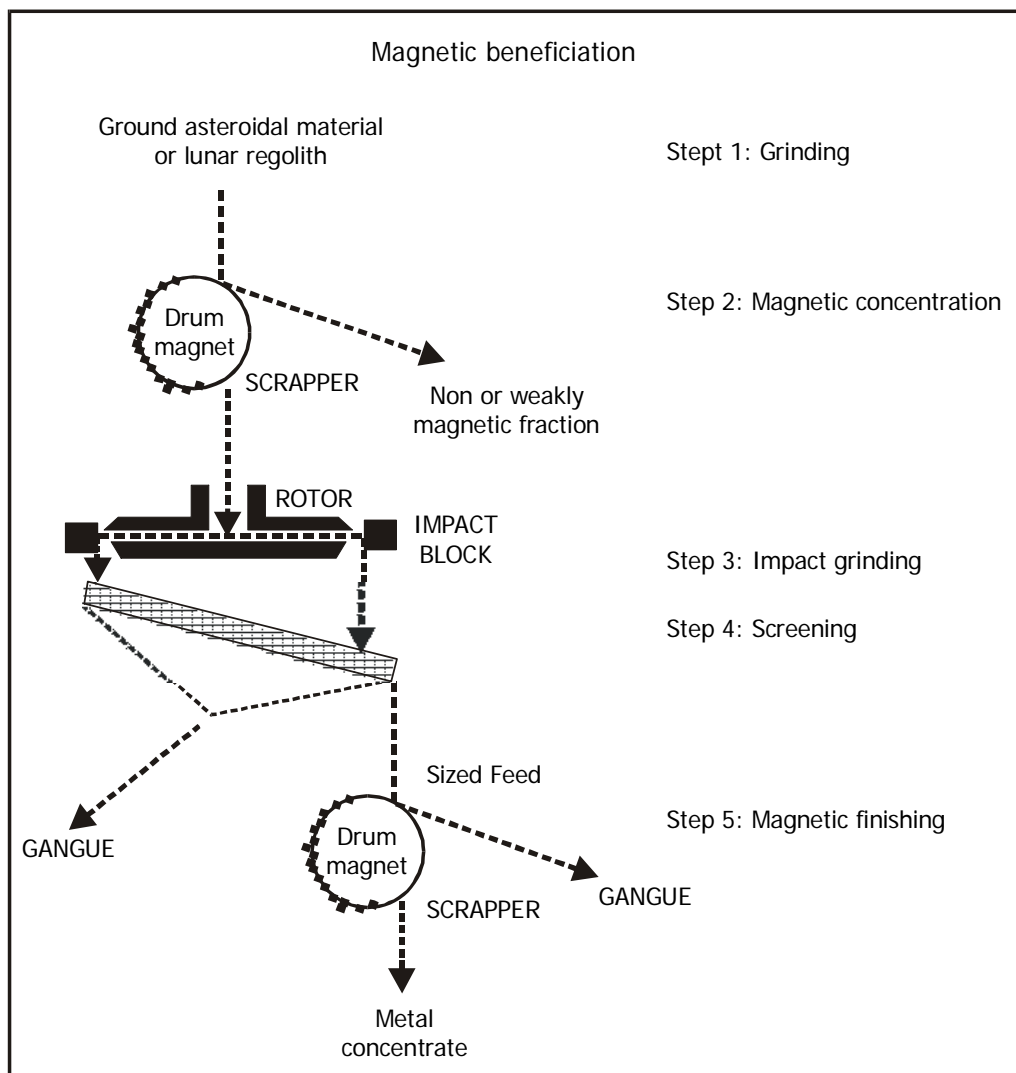 Magnetic beneficiation
Ground asteroidal material
or lunar regolith
Stept 1: Grinding
Step 2: Magnetic concentration
Drum
magnet
SCRAPPER
Non or weakly
magnetic fraction
ROTOR
IMPACT
BLOCK
Step 3: Impact grinding
Step 4: Screening
Sized Feed
Step 5: Magnetic finishing
GANGUE
Drum
magnet
SCRAPPER
GANGUE
Metal
concentrate